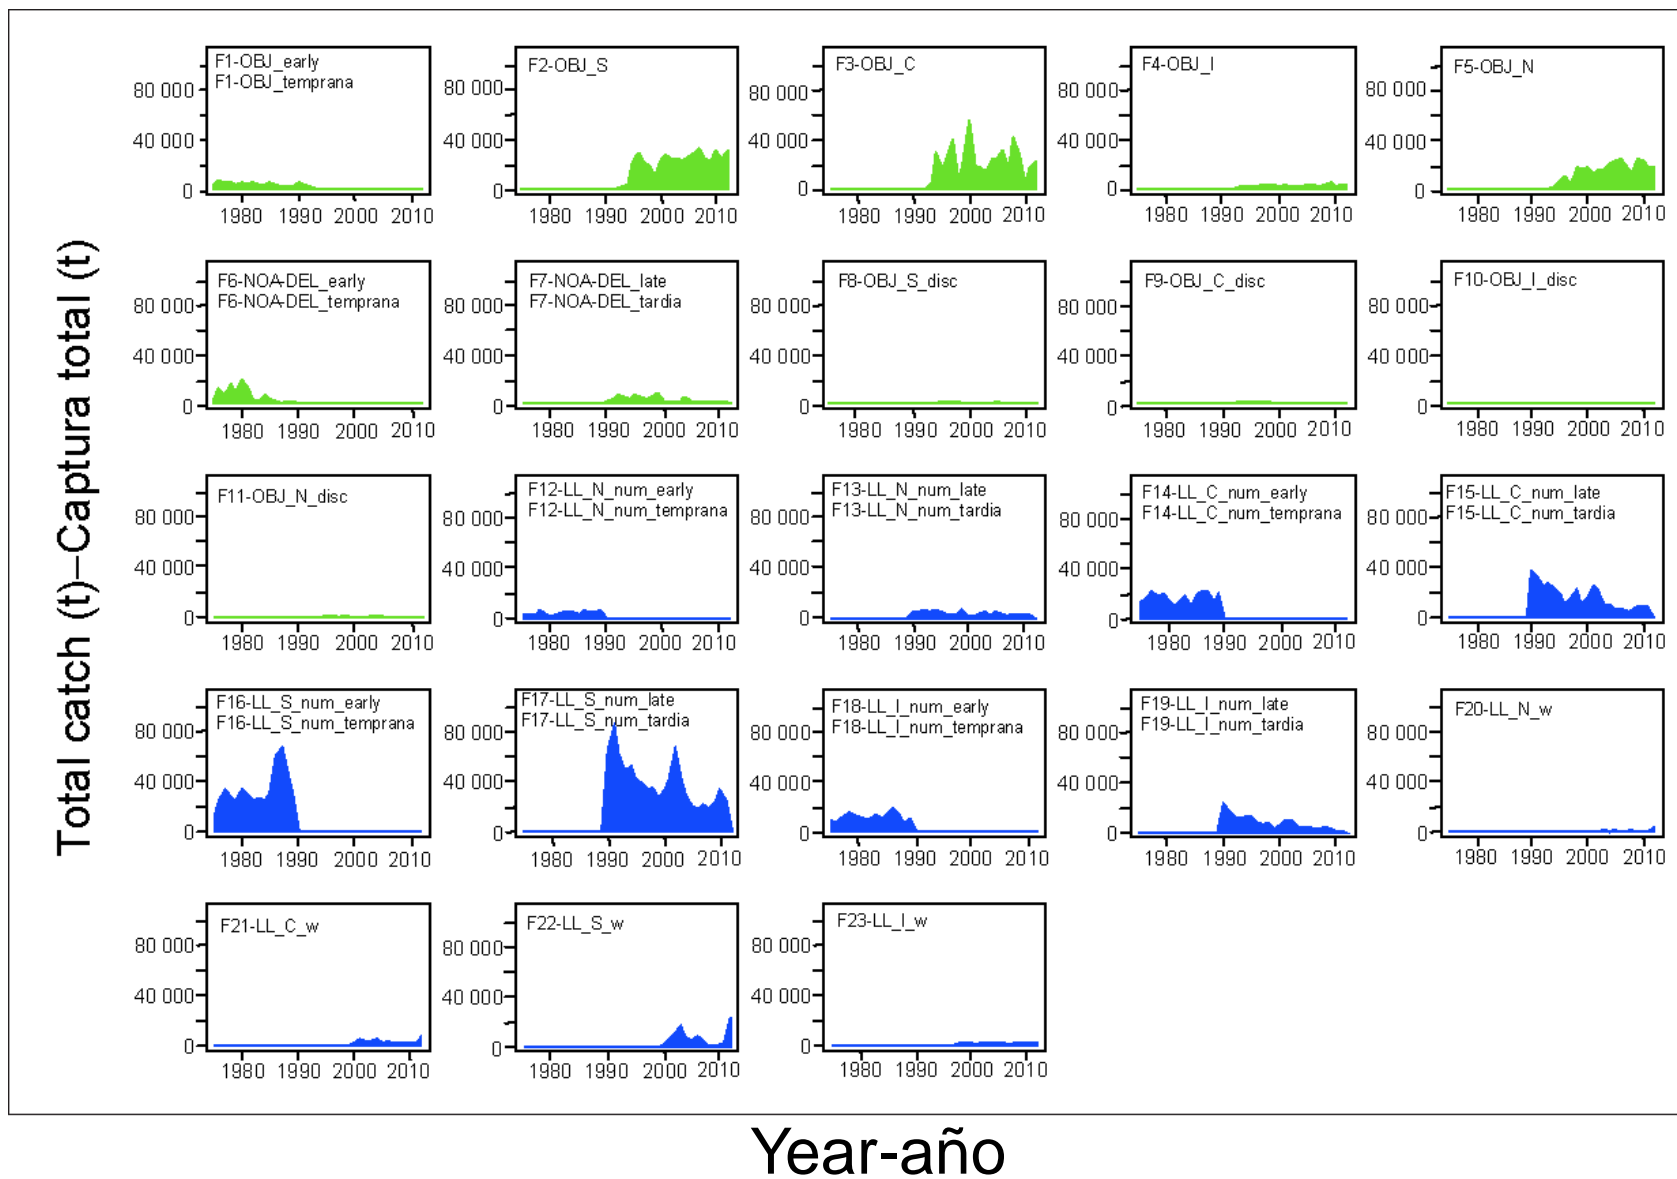 Total catch (t)–Captura total (t)
F1-OBJ_early
F1-OBJ_temprana
80 000
40 000
0
1980 1990 2000 2010
F2-OBJ_S
80 000
40 000
0
1980 1990 2000 2010
F3-OBJ_C
80 000
40 000
0
1980 1990 2000 2010
F4-OBJ_I
80 000
40 000
0
1980 1990 2000 2010
F5-OBJ_N
80 000
40 000
0
1980 1990 2000 2010
F6-NOA-DEL_early
F6-NOA-DEL_temprana
80 000
40 000
0
1980 1990 2000 2010
F7-NOA-DEL_late
F7-NOA-DEL_tardia
80 000
40 000
0
1980 1990 2000 2010
F8-OBJ_S_disc
80 000
40 000
0
1980 1990 2000 2010
F9-OBJ_C_disc
80 000
40 000
0
1980 1990 2000 2010
F10-OBJ_I_disc
80 000
40 000
0
1980 1990 2000 2010
F11-OBJ_N_disc
80 000
40 000
0
1980 1990 2000 2010
F12-LL_N_num_early
F12-LL_N_num_temprana
80 000
40 000
0
1980 1990 2000 2010
F13-LL_N_num_late
F13-LL_N_num_tardia
80 000
40 000
0
1980 1990 2000 2010
F14-LL_C_num_early
F14-LL_C_num_temprana
80 000
40 000
0
1980 1990 2000 2010
F15-LL_C_num_late
F15-LL_C_num_tardia
80 000
40 000
0
1980 1990 2000 2010
F16-LL_S_num_early
F16-LL_S_num_temprana
80 000
40 000
0
1980 1990 2000 2010
F17-LL_S_num_late
F17-LL_S_num_tardia
80 000
40 000
0
1980 1990 2000 2010
F18-LL_I_num_early
F18-LL_I_num_temprana
80 000
40 000
0
1980 1990 2000 2010
F19-LL_I_num_late
F19-LL_I_num_tardia
80 000
40 000
0
1980 1990 2000 2010
F20-LL_N_w
80 000
40 000
0
1980 1990 2000 2010
F21-LL_C_w
80 000
40 000
0
1980 1990 2000 2010
F22-LL_S_w
80 000
40 000
0
1980 1990 2000 2010
F23-LL_I_w
80 000
40 000
0
1980 1990 2000 2010
Year-año